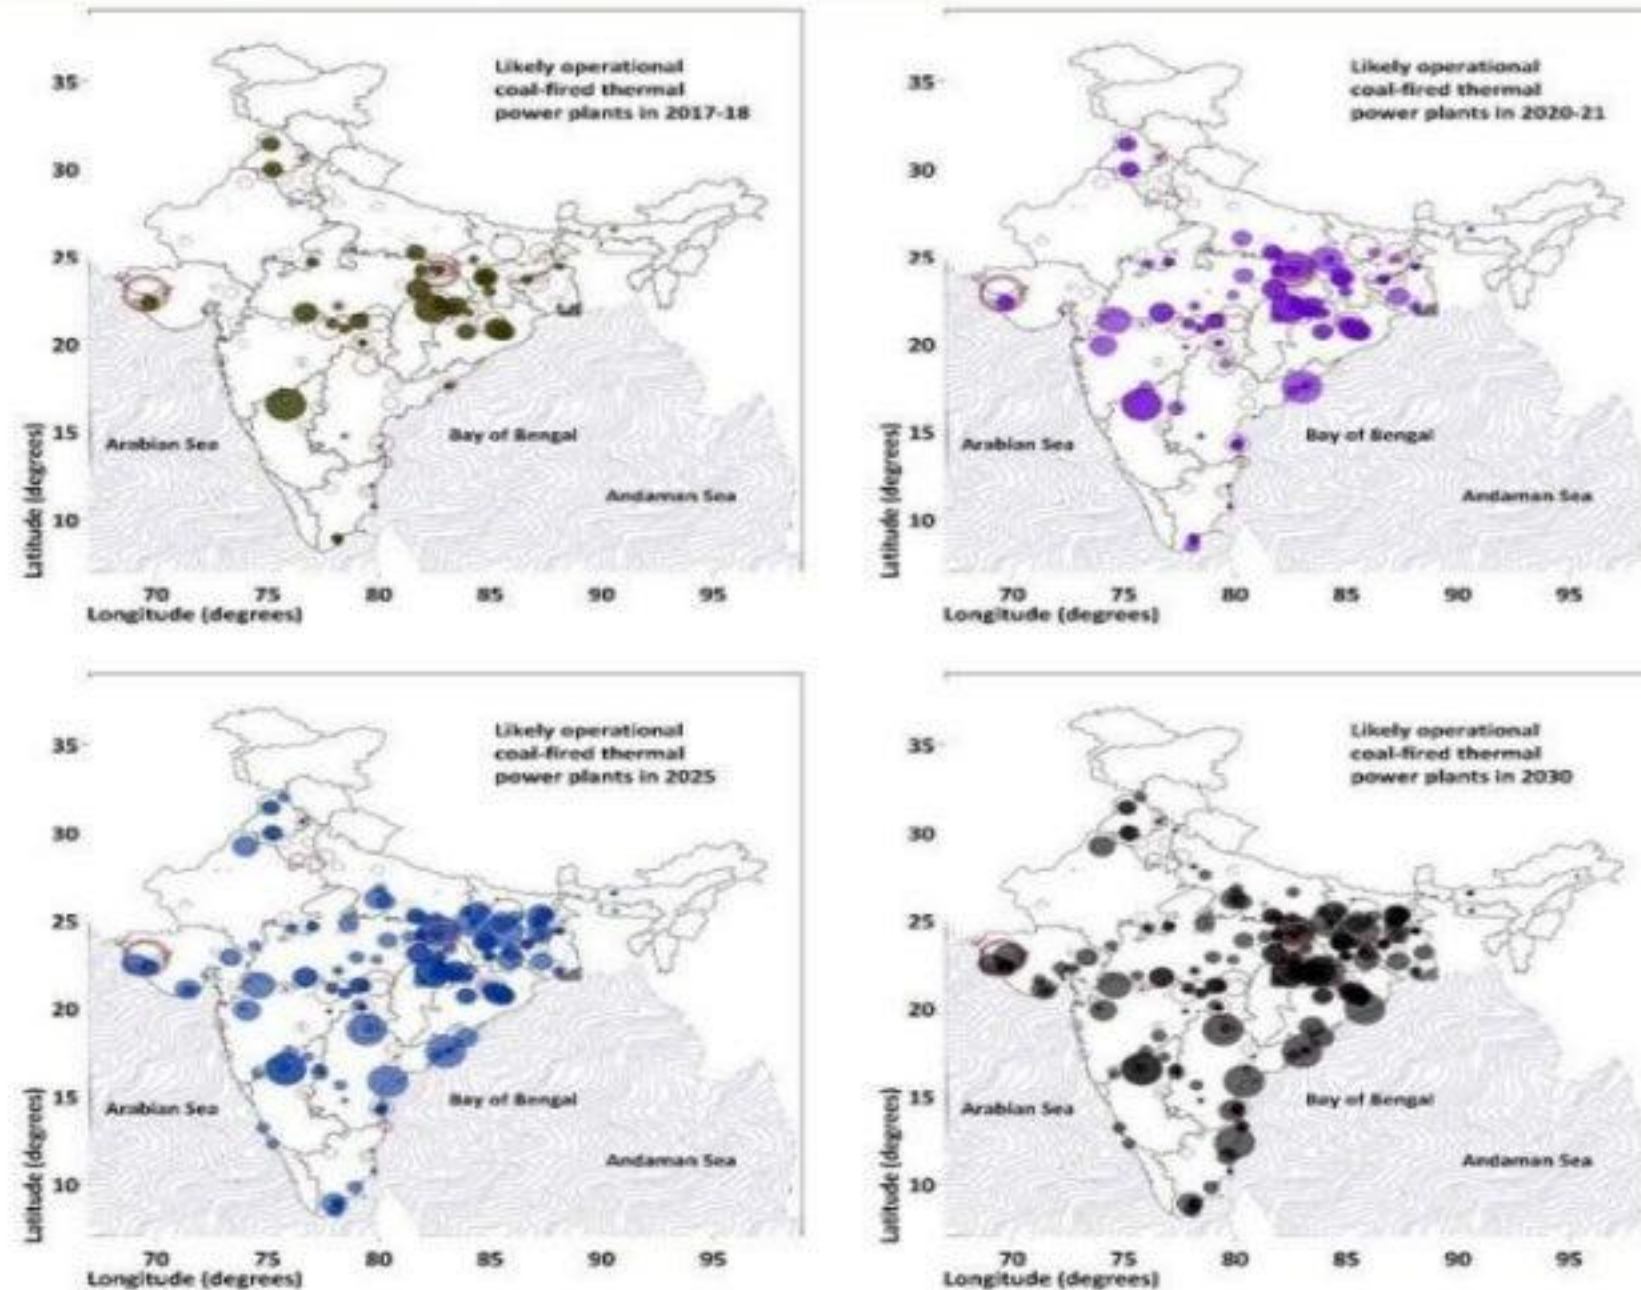 Likely operational
coal-fired thermal
power plants in 2017-18
35
30
25
20
15
10
Latitude (degrees)
Arabian Sea
Bay of Bengal
Andaman Sea
70 75 80 85 90 95
Longitude (degrees)
Likely operational
coal-fired thermal
power plants in 2020-21
35
30
25
20
15
10
Latitude (degrees)
Arabian Sea
Bay of Bengal
Andaman Sea
70 75 80 85 90 95
Longitude (degrees)
Likely operational
coal-fired thermal
power plants in 2025
35
30
25
20
15
10
Latitude (degrees)
Arabian Sea
Bay of Bengal
Andaman Sea
70 75 80 85 90 95
Longitude (degrees)
Likely operational
coal-fired thermal
power plants in 2030
35
30
25
20
15
10
Latitude (degrees)
Arabian Sea
Bay of Bengal
Andaman Sea
70 75 80 85 90 95
Longitude (degrees)